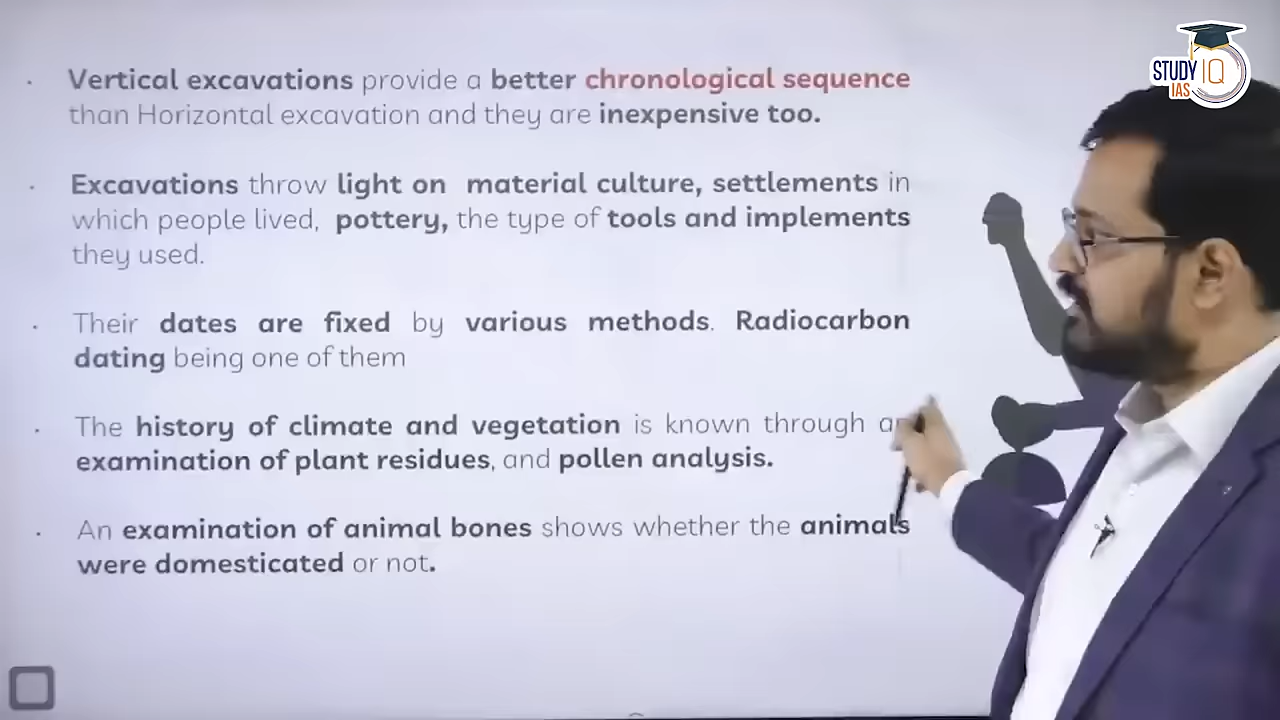 Vertical excavations provide a better chronological sequence
than Horizontal excavation and they are inexpensive too.
Excavations throw light on material culture, settlements in
which people lived, pottery, the type of tools and implements
they used.
Their dates are fixed by various methods. Radiocarbon
dating being one of them
The history of climate and vegetation is known through an
examination of plant residues, and pollen analysis.
An examination of animal bones shows whether the animals
were domesticated or not.
STUDY IQ
IAS